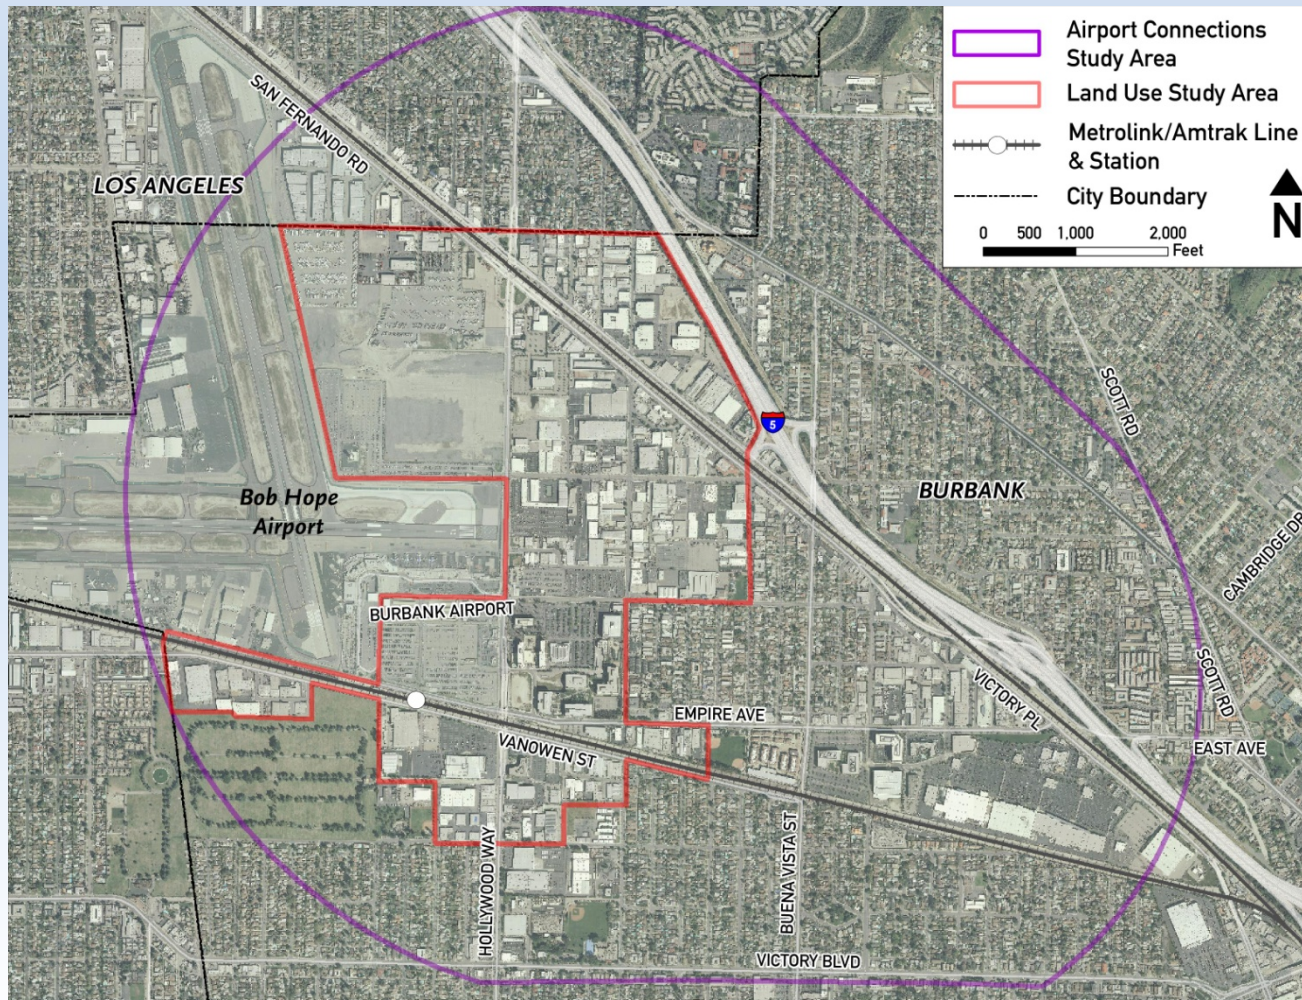 Airport Connections
Study Area
Land Use Study Area
Metrolink/Amtrak Line
& Station
City Boundary
N
0 500 1,000 2,000
Feet
SAN FERNANDO RD
LOS ANGELES
5
SCOTT RD
Bob Hope
Airport
BURBANK
CAMBRIDGE DR
BURBANK AIRPORT
SCOTT RD
VICTORY PL
EMPIRE AVE
VANOWEN ST
EAST AVE
HOLLYWOOD WAY
BUENA VISTA ST
VICTORY BLVD